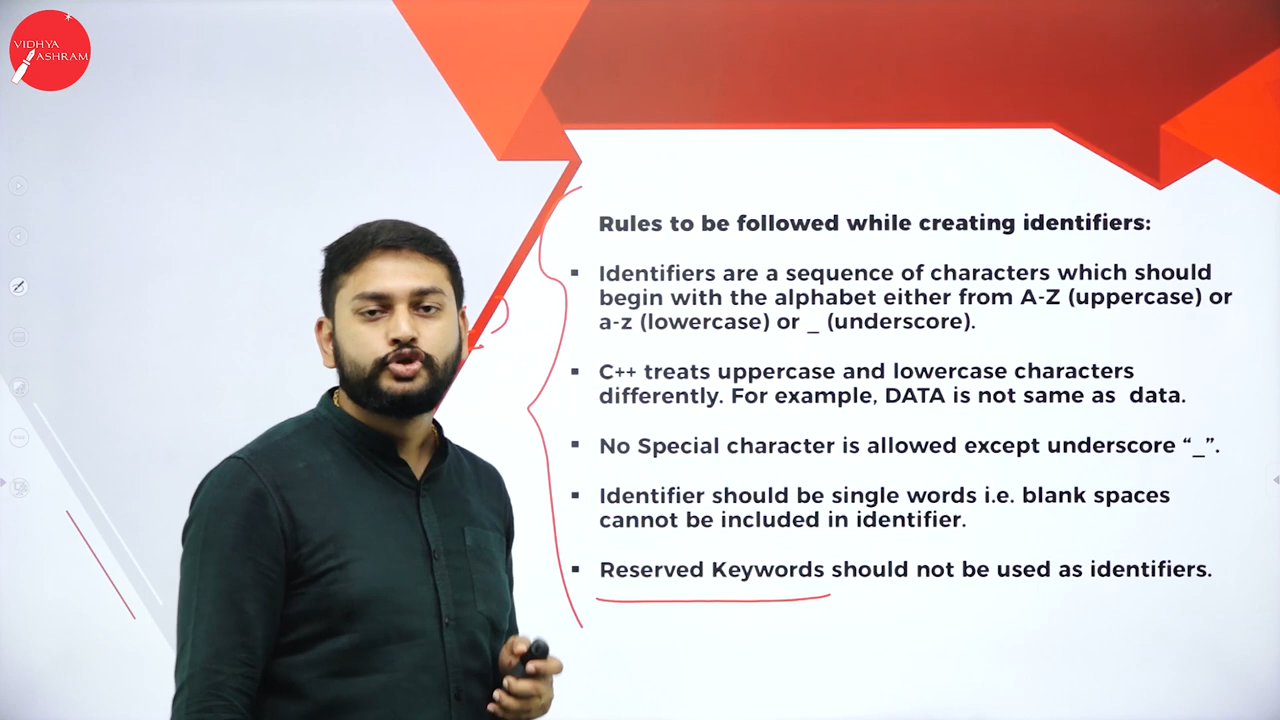 VIDHYA
ASHRAM
Rules to be followed while creating identifiers:
▪ Identifiers are a sequence of characters which should
begin with the alphabet either from A-Z (uppercase) or
a-z (lowercase) or _ (underscore).
▪ C++ treats uppercase and lowercase characters
differently. For example, DATA is not same as data.
▪ No Special character is allowed except underscore “_”.
▪ Identifier should be single words i.e. blank spaces
cannot be included in identifier.
▪ Reserved Keywords should not be used as identifiers.